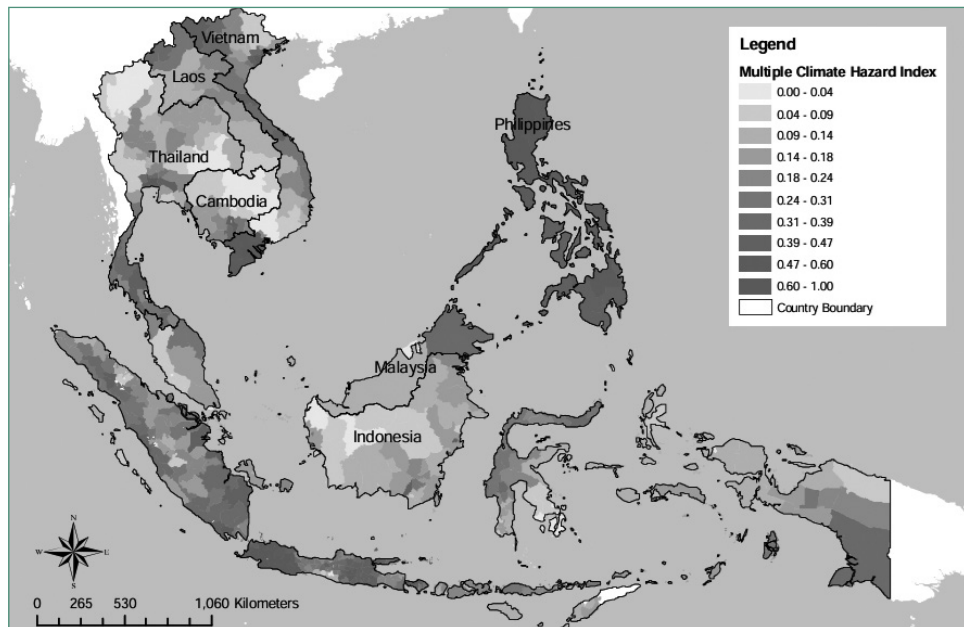 Vietnam
Laos
Philippines
Thailand
Cambodia
Malaysia
Indonesia
Legend
Multiple Climate Hazard Index
0.00 - 0.04
0.04 - 0.09
0.09 - 0.14
0.14 - 0.18
0.18 - 0.24
0.24 - 0.31
0.31 - 0.39
0.39 - 0.47
0.47 - 0.60
0.60 - 1.00
Country Boundary
N
W E
S
0 265 530 1,060 Kilometers